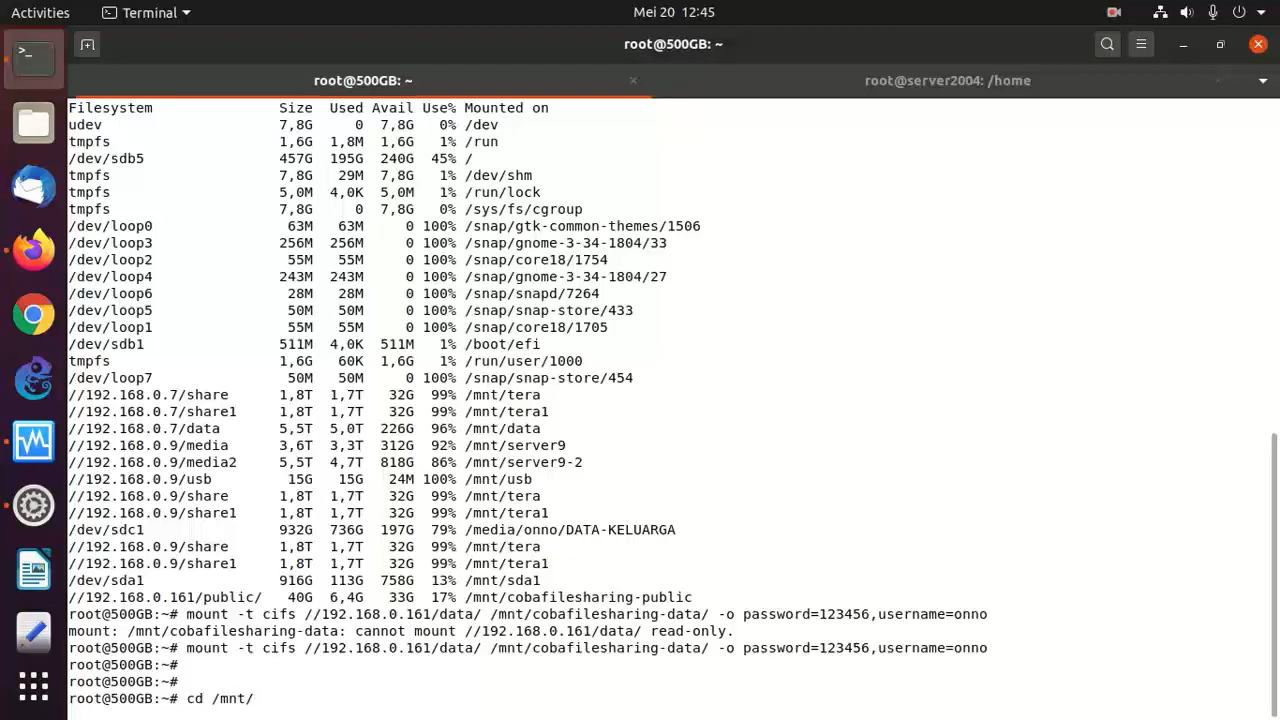 Activities Terminal Mei 20 12:45
root@500GB: ~
root@500GB: ~ root@server2004: /home
Filesystem Size Used Avail Use% Mounted on
udev 7,8G 0 7,8G 0% /dev
tmpfs 1,6G 1,8M 1,6G 1% /run
/dev/sdb5 457G 195G 240G 45% /
tmpfs 7,8G 29M 7,8G 1% /dev/shm
tmpfs 5,0M 4,0K 5,0M 1% /run/lock
tmpfs 7,8G 0 7,8G 0% /sys/fs/cgroup
/dev/loop0 63M 63M 0 100% /snap/gtk-common-themes/1506
/dev/loop3 256M 256M 0 100% /snap/gnome-3-34-1804/33
/dev/loop2 55M 55M 0 100% /snap/core18/1754
/dev/loop4 243M 243M 0 100% /snap/gnome-3-34-1804/27
/dev/loop6 28M 28M 0 100% /snap/snapd/7264
/dev/loop5 50M 50M 0 100% /snap/snap-store/433
/dev/loop1 55M 55M 0 100% /snap/core18/1705
/dev/sdb1 511M 4,0K 511M 1% /boot/efi
tmpfs 1,6G 60K 1,6G 1% /run/user/1000
/dev/loop7 50M 50M 0 100% /snap/snap-store/454
//192.168.0.7/share 1,8T 1,7T 32G 99% /mnt/tera
//192.168.0.7/share1 1,8T 1,7T 32G 99% /mnt/tera1
//192.168.0.7/data 5,5T 5,0T 226G 96% /mnt/data
//192.168.0.9/media 3,6T 3,3T 312G 92% /mnt/server9
//192.168.0.9/media2 5,5T 4,7T 818G 86% /mnt/server9-2
//192.168.0.9/usb 15G 15G 24M 100% /mnt/usb
//192.168.0.9/share 1,8T 1,7T 32G 99% /mnt/tera
//192.168.0.9/share1 1,8T 1,7T 32G 99% /mnt/tera1
/dev/sdc1 932G 736G 197G 79% /media/onno/DATA-KELUARGA
//192.168.0.9/share 1,8T 1,7T 32G 99% /mnt/tera
//192.168.0.9/share1 1,8T 1,7T 32G 99% /mnt/tera1
/dev/sda1 916G 113G 758G 13% /mnt/sda1
//192.168.0.161/public/ 40G 6,4G 33G 17% /mnt/cobafilesharing-public
root@500GB:~# mount -t cifs //192.168.0.161/data/ /mnt/cobafilesharing-data/ -o password=123456,username=onno
mount: /mnt/cobafilesharing-data: cannot mount //192.168.0.161/data/ read-only.
root@500GB:~# mount -t cifs //192.168.0.161/data/ /mnt/cobafilesharing-data/ -o password=123456,username=onno
root@500GB:~#
root@500GB:~#
root@500GB:~# cd /mnt/